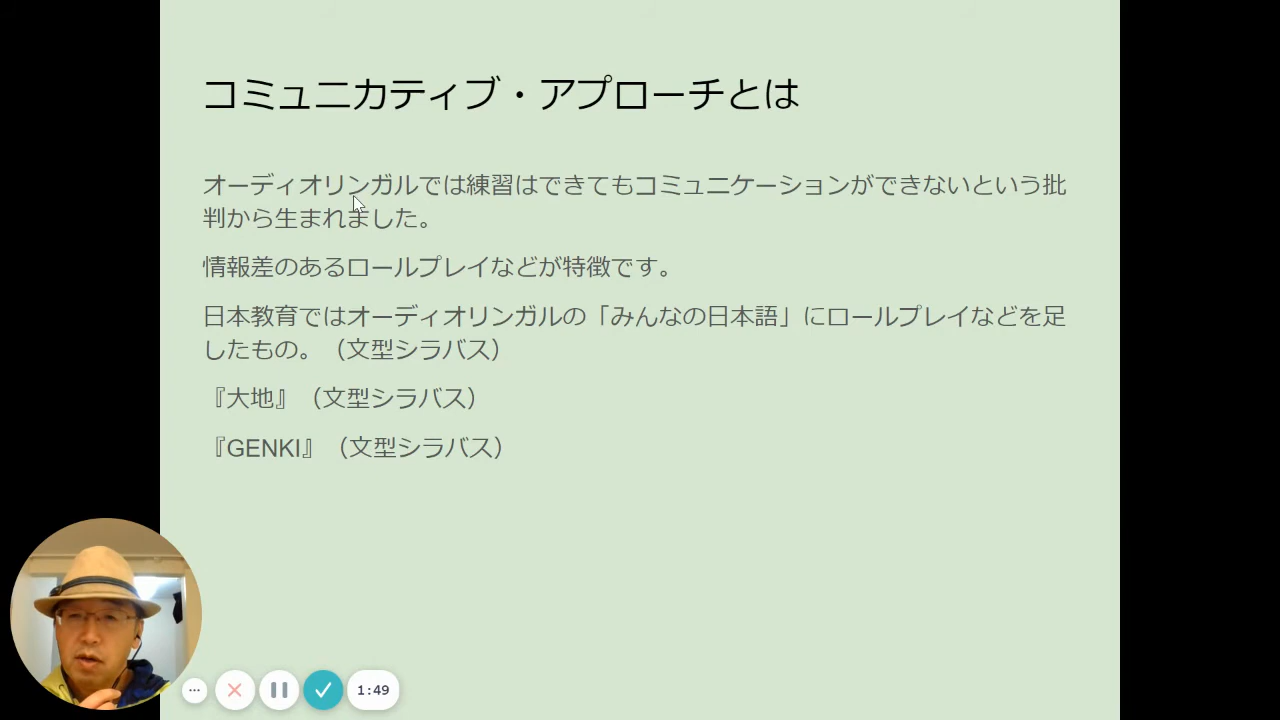 コミュニカティブ・アプローチとは
オーディオリンガルでは練習はできてもコミュニケーションができないという批
判から生まれました。
情報差のあるロールプレイなどが特徴です。
日本教育ではオーディオリンガルの「みんなの日本語」にロールプレイなどを足
したもの。（文型シラバス）
『大地』（文型シラバス）
『GENKI』（文型シラバス）
1:49